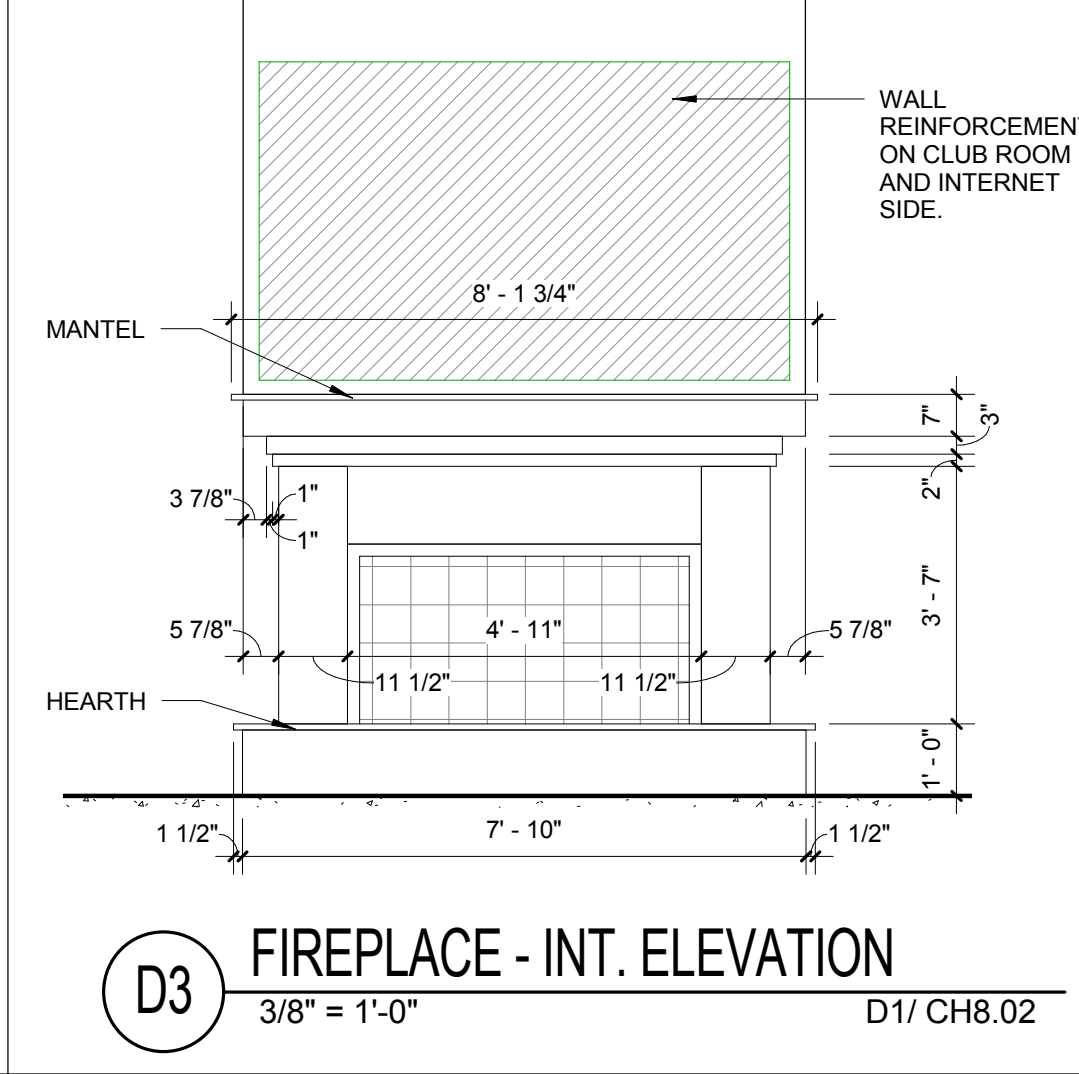 WALL
REINFORCEMENT
ON CLUB ROOM
AND INTERNET
SIDE.
8' - 1 3/4"
MANTEL
7"
3"
2"
3 7/8"
1"
1"
3' - 7"
5 7/8"
4' - 11"
5 7/8"
11 1/2"
11 1/2"
HEARTH
1' - 0"
1 1/2"
7' - 10"
1 1/2"
D3
FIREPLACE - INT. ELEVATION
3/8" = 1'-0"
D1/ CH8.02